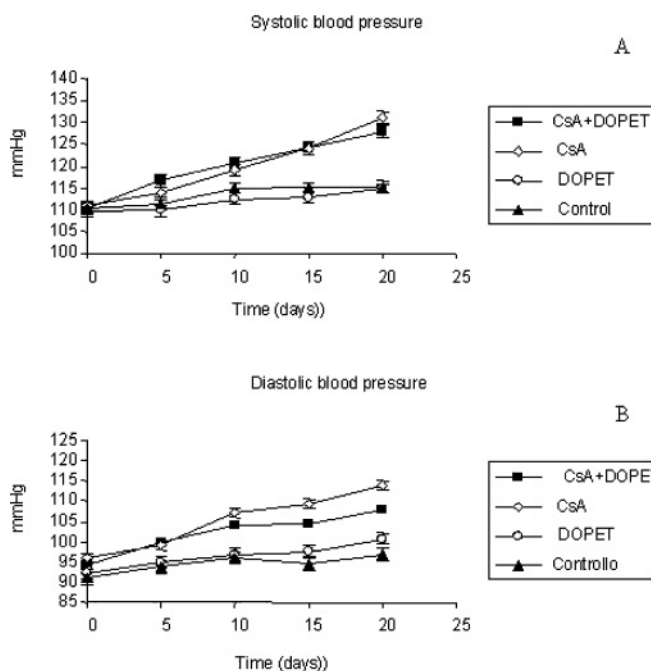 Systolic blood pressure
A
140
135
130
125
120
115
110
105
100
mmHg
0 5 10 15 20 25
Time (days))
CsA+DOPET
CsA
DOPET
Control
Diastolic blood pressure
B
125
120
115
110
105
100
95
90
85
mmHg
0 5 10 15 20 25
Time (days))
CsA+DOPE
CsA
DOPET
Controllo